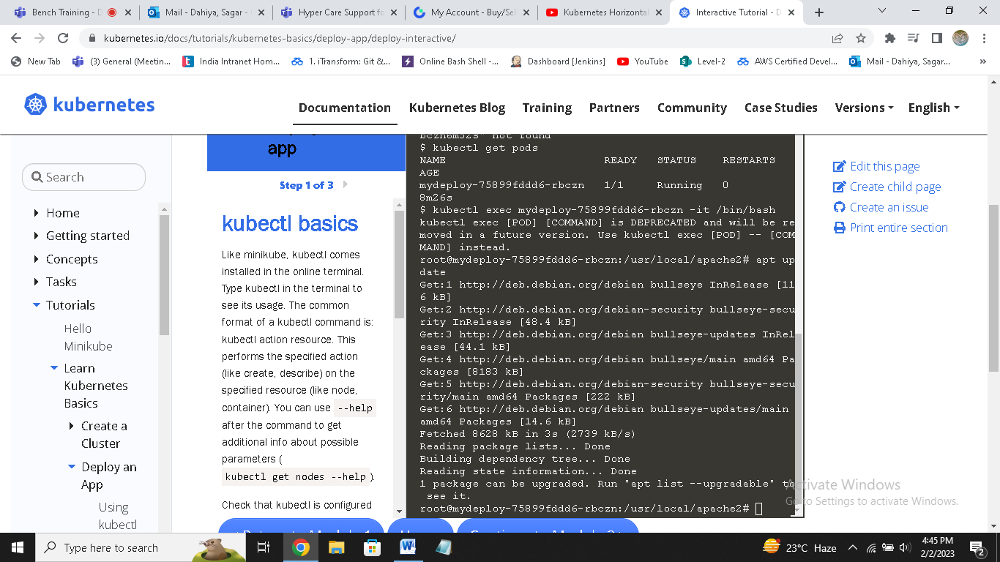 Bench Training - D
Mail - Dahiya, Sagar -
Hyper Care Support fo
My Account - Buy/Sel
Kubernetes Horizontal
Interactive Tutorial - D
kubernetes.io/docs/tutorials/kubernetes-basics/deploy-app/deploy-interactive/
New Tab
(3) General (Meetin...
India Intranet Hom...
1. iTransform: Git &...
Online Bash Shell -...
Dashboard [Jenkins]
YouTube
Level-2
AWS Certified Devel...
Mail - Dahiya, Sagar...
kubernetes
Documentation
Kubernetes Blog
Training
Partners
Community
Case Studies
Versions
English
Search
Home
Getting started
Concepts
Tasks
Tutorials
Hello
Minikube
Learn
Kubernetes
Basics
Create a
Cluster
Deploy an
App
Using
kubectl
app
Step 1 of 3
kubectl basics
Like minikube, kubectl comes
installed in the online terminal.
Type kubectl in the terminal to
see its usage. The common
format of a kubectl command is:
kubectl action resource. This
performs the specified action
(like create, describe) on the
specified resource (like node,
container). You can use --help
after the command to get
additional info about possible
parameters (
kubectl get nodes --help ).
Check that kubectl is configured
bczn6m52s" not found
$ kubectl get pods
NAME READY STATUS RESTARTS
AGE
mydeploy-75899fddd6-rbczn 1/1 Running 0
8m26s
$ kubectl exec mydeploy-75899fddd6-rbczn -it /bin/bash
kubectl exec [POD] [COMMAND] is DEPRECATED and will be re
moved in a future version. Use kubectl exec [POD] -- [COM
MAND] instead.
root@mydeploy-75899fddd6-rbczn:/usr/local/apache2# apt up
date
Get:1 http://deb.debian.org/debian bullseye InRelease [11
6 kB]
Get:2 http://deb.debian.org/debian-security bullseye-secu
rity InRelease [48.4 kB]
Get:3 http://deb.debian.org/debian bullseye-updates InRel
ease [44.1 kB]
Get:4 http://deb.debian.org/debian bullseye/main amd64 Pa
ckages [8183 kB]
Get:5 http://deb.debian.org/debian-security bullseye-secu
rity/main amd64 Packages [222 kB]
Get:6 http://deb.debian.org/debian bullseye-updates/main
amd64 Packages [14.6 kB]
Fetched 8628 kB in 3s (2739 kB/s)
Reading package lists... Done
Building dependency tree... Done
Reading state information... Done
1 package can be upgraded. Run 'apt list --upgradable' to
see it.
root@mydeploy-75899fddd6-rbczn:/usr/local/apache2#
Edit this page
Create child page
Create an issue
Print entire section
Activate Windows
Go to Settings to activate Windows.
Type here to search
23°C Haze
4:45 PM
2/2/2023
2